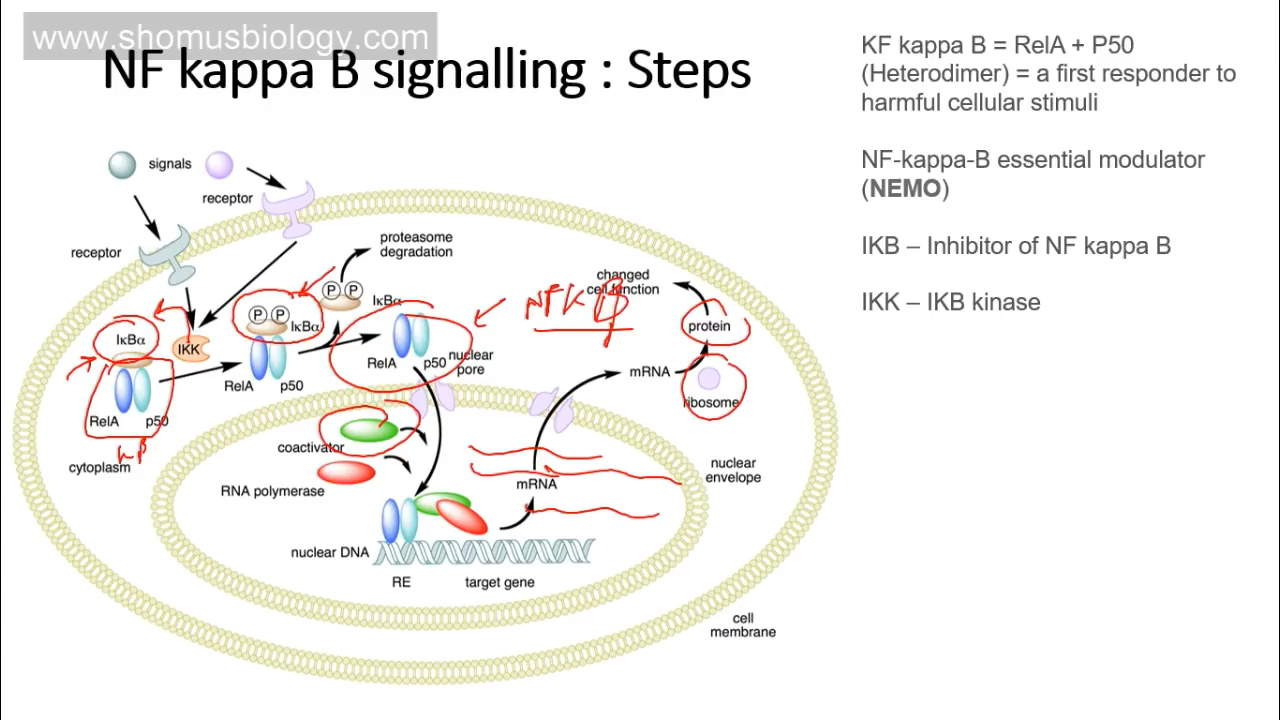 www.shomusbiology.com
NF kappa B signalling : Steps
KF kappa B = RelA + P50
(Heterodimer) = a first responder to
harmful cellular stimuli
NF-kappa-B essential modulator
(NEMO)
IKB – Inhibitor of NF kappa B
IKK – IKB kinase
signals
receptor
receptor
proteasome
degradation
P P
IκBα
P P
IκBα
IκBα
IKK
RelA p50
RelA p50
RelA p50
NFKB
changed
cell function
protein
nuclear
pore
mRNA
ribosome
cytoplasm
coactivator
RNA polymerase
mRNA
nuclear
envelope
nuclear DNA
RE
target gene
cell
membrane